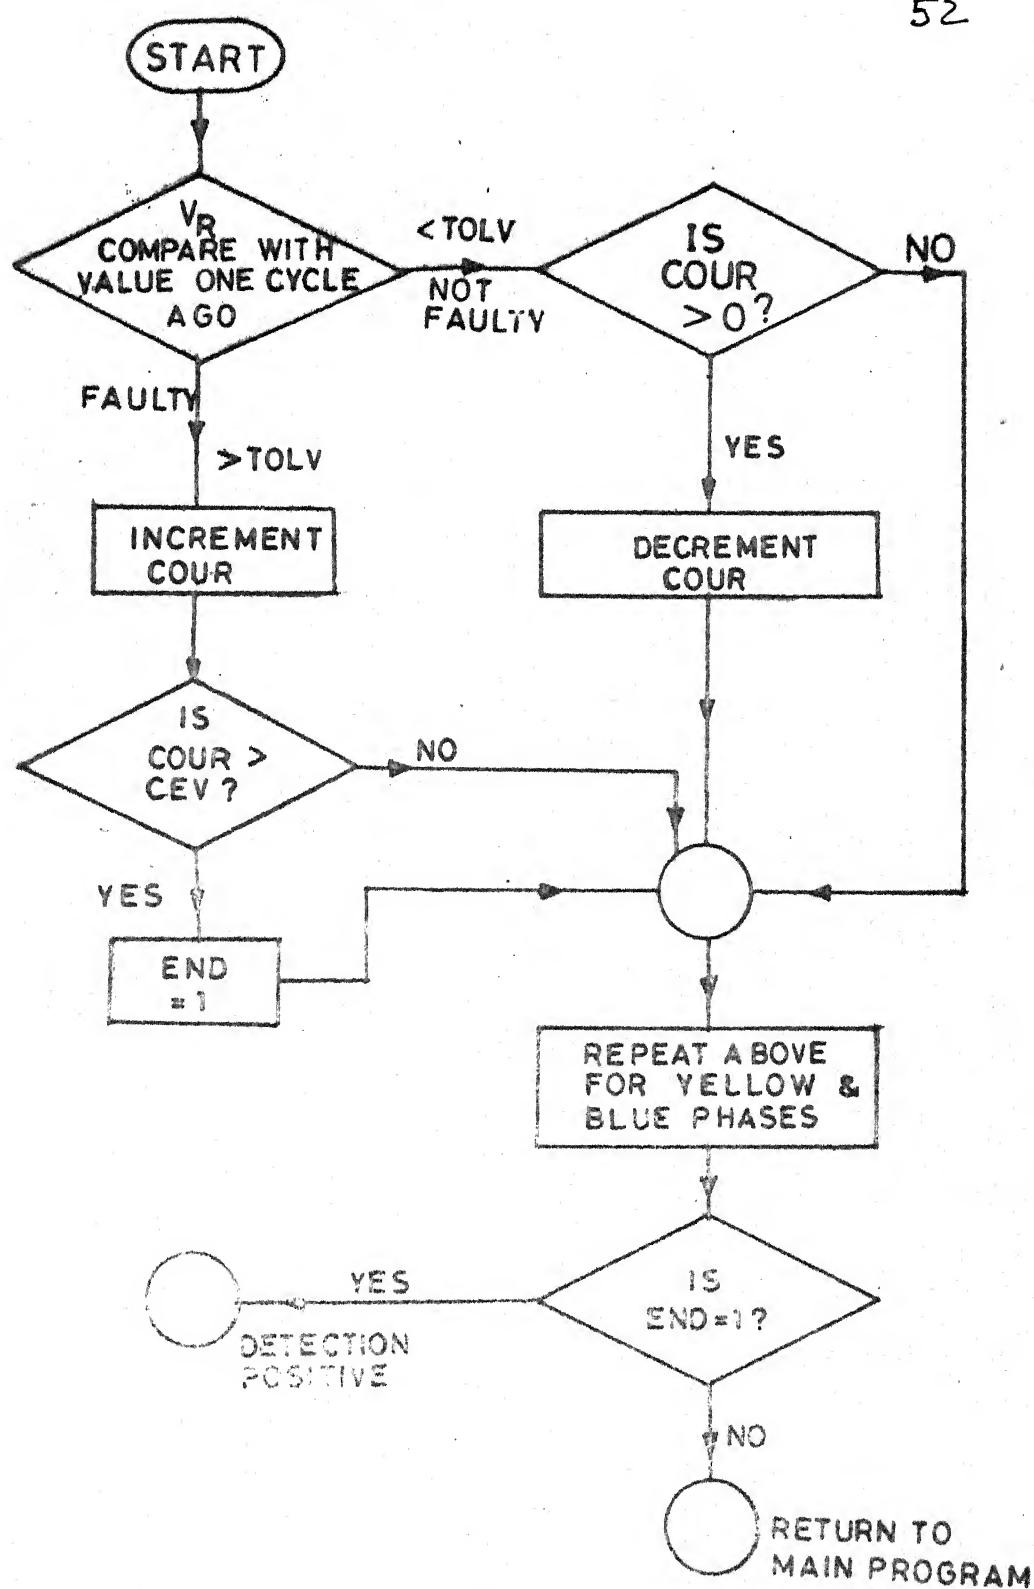 52
START
VR
COMPARE WITH
VALUE ONE CYCLE
AGO
<TOLV
NOT
FAULTY
IS
COUR
>0?
NO
FAULTY
>TOLV
YES
INCREMENT
COUR
DECREMENT
COUR
IS
COUR >
CEV?
NO
YES
END
=1
REPEAT ABOVE
FOR YELLOW &
BLUE PHASES
IS
END=1?
YES
DETECTION
POSITIVE
NO
RETURN TO
MAIN PROGRAM